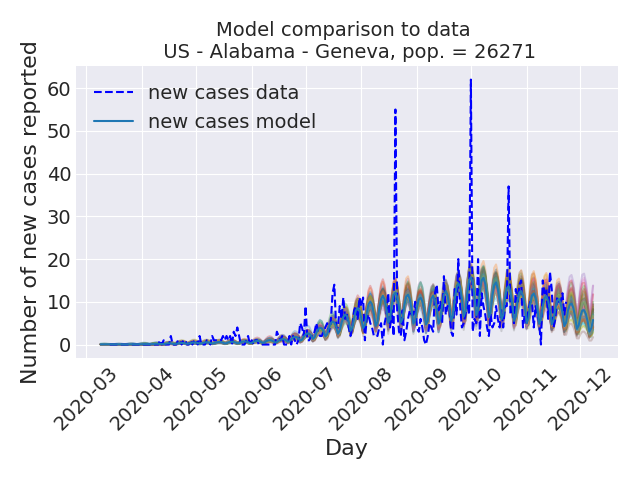 Model comparison to data
US - Alabama - Geneva, pop. = 26271
Number of new cases reported
60
50
40
30
20
10
0
new cases data
new cases model
2020-03
2020-04
2020-05
2020-06
2020-07
2020-08
2020-09
2020-10
2020-11
2020-12
Day